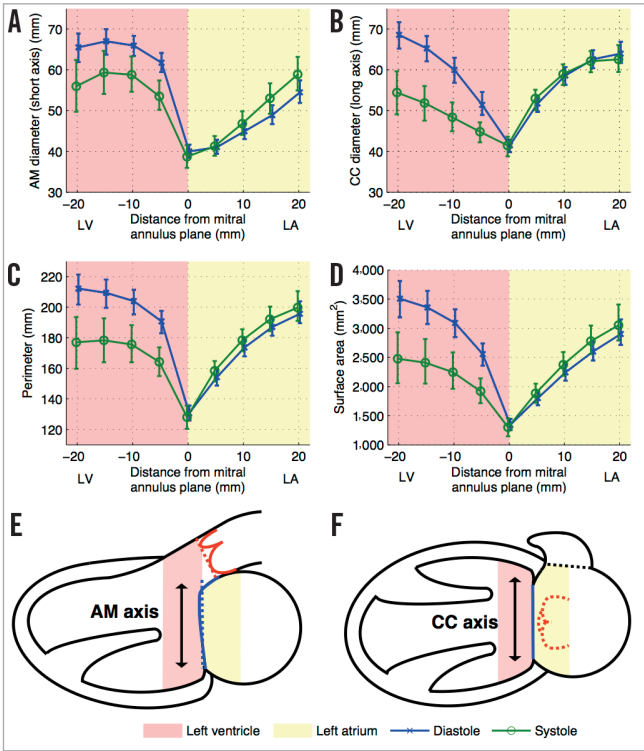 A
AM diameter (short axis) (mm)
70
60
50
40
30
−20
−10
0
10
20
LV
Distance from mitral
annulus plane (mm)
LA
B
CC diameter (long axis) (mm)
70
60
50
40
30
−20
−10
0
10
20
LV
Distance from mitral
annulus plane (mm)
LA
C
Perimeter (mm)
220
200
180
160
140
120
−20
−10
0
10
20
LV
Distance from mitral
annulus plane (mm)
LA
D
Surface area (mm²)
4.000
3.500
3.000
2.500
2.000
1.500
1.000
−20
−10
0
10
20
LV
Distance from mitral
annulus plane (mm)
LA
E
AM axis
F
CC axis
Left ventricle
Left atrium
Diastole
Systole